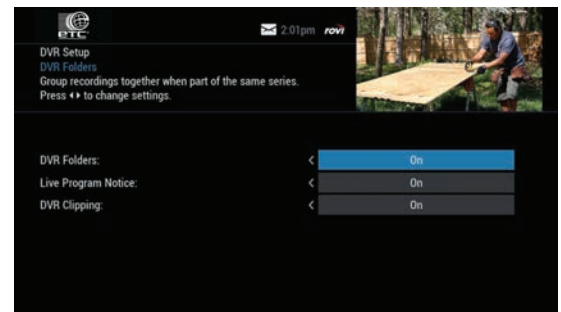 etc
2:01pm rovi
DVR Setup
DVR Folders
Group recordings together when part of the same series.
Press ◂ ▸ to change settings.
DVR Folders: < On
Live Program Notice: < On
DVR Clipping: < On